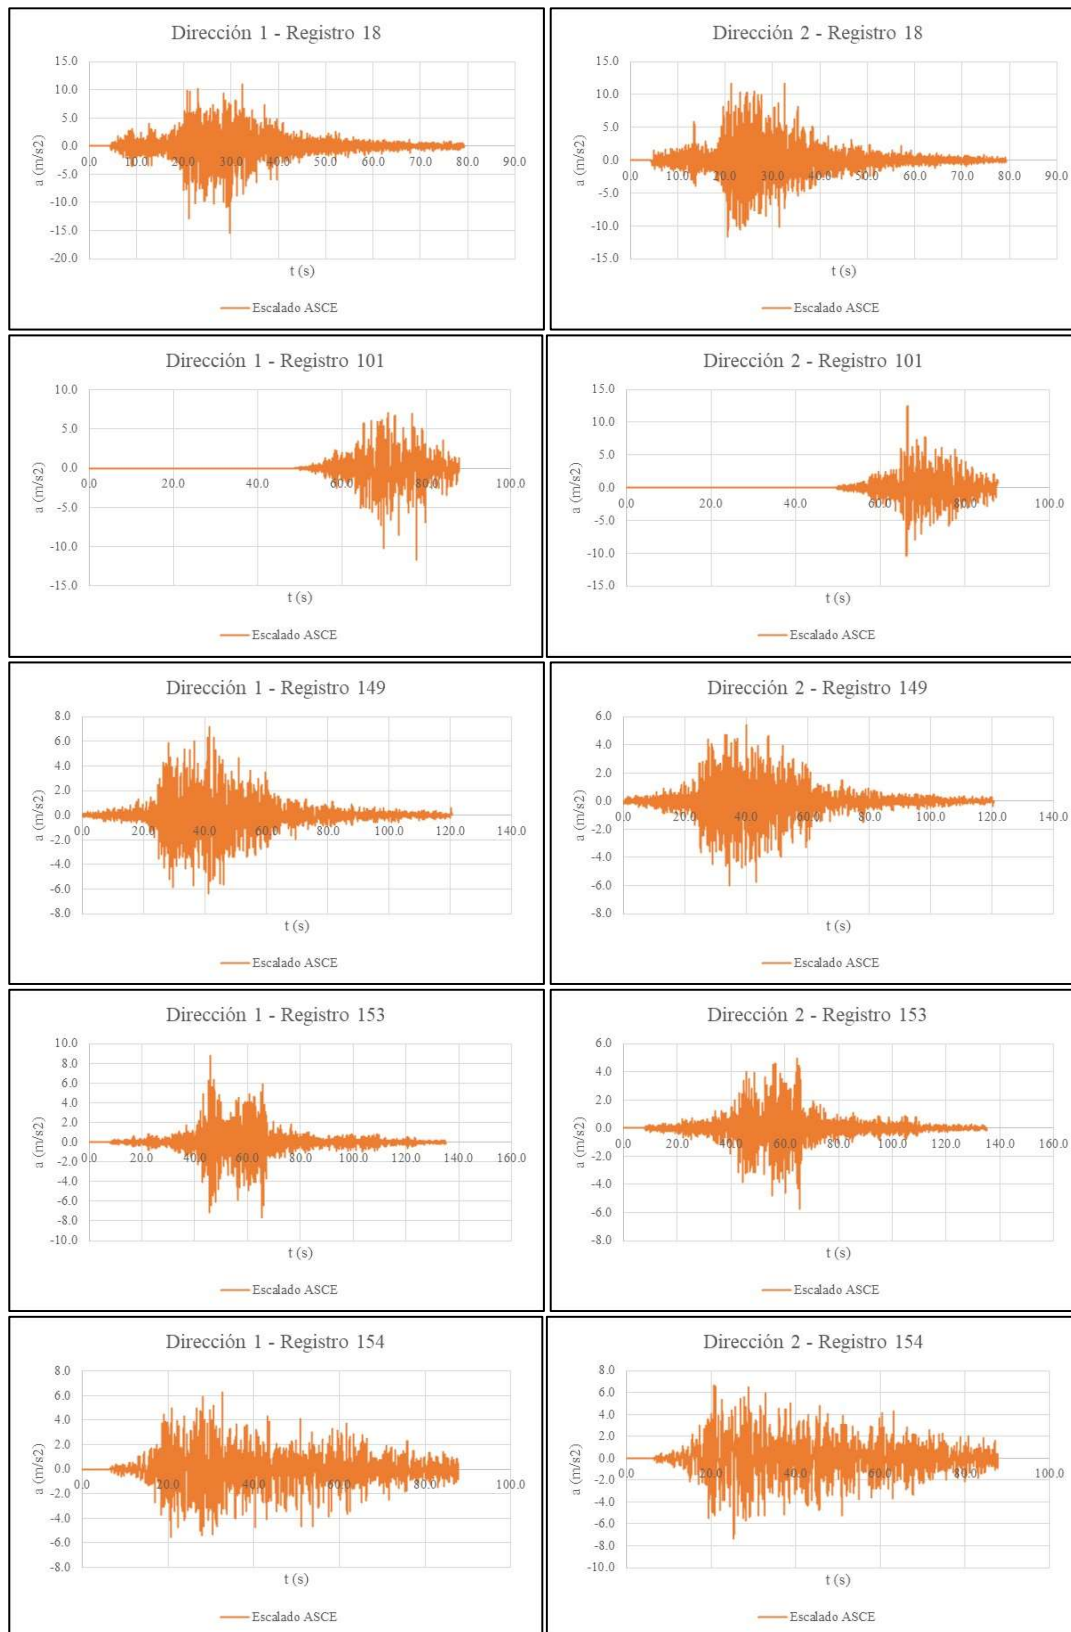 Dirección 1 - Registro 18
15.0
10.0
5.0
0.0
-5.0
-10.0
-15.0
-20.0
a (m/s2)
0.0 10.0 20.0 30.0 40.0 50.0 60.0 70.0 80.0 90.0
t (s)
Escalado ASCE
Dirección 2 - Registro 18
15.0
10.0
5.0
0.0
-5.0
-10.0
-15.0
a (m/s2)
0.0 10.0 20.0 30.0 40.0 50.0 60.0 70.0 80.0 90.0
t (s)
Escalado ASCE
Dirección 1 - Registro 101
10.0
5.0
0.0
-5.0
-10.0
-15.0
a (m/s2)
0.0 20.0 40.0 60.0 80.0 100.0
t (s)
Escalado ASCE
Dirección 2 - Registro 101
15.0
10.0
5.0
0.0
-5.0
-10.0
-15.0
a (m/s2)
0.0 20.0 40.0 60.0 80.0 100.0
t (s)
Escalado ASCE
Dirección 1 - Registro 149
8.0
6.0
4.0
2.0
0.0
-2.0
-4.0
-6.0
-8.0
a (m/s2)
0.0 20.0 40.0 60.0 80.0 100.0 120.0 140.0
t (s)
Escalado ASCE
Dirección 2 - Registro 149
6.0
4.0
2.0
0.0
-2.0
-4.0
-6.0
-8.0
a (m/s2)
0.0 20.0 40.0 60.0 80.0 100.0 120.0 140.0
t (s)
Escalado ASCE
Dirección 1 - Registro 153
10.0
8.0
6.0
4.0
2.0
0.0
-2.0
-4.0
-6.0
-8.0
-10.0
a (m/s2)
0.0 20.0 40.0 60.0 80.0 100.0 120.0 140.0 160.0
t (s)
Escalado ASCE
Dirección 2 - Registro 153
6.0
4.0
2.0
0.0
-2.0
-4.0
-6.0
-8.0
a (m/s2)
0.0 20.0 40.0 60.0 80.0 100.0 120.0 140.0 160.0
t (s)
Escalado ASCE
Dirección 1 - Registro 154
8.0
6.0
4.0
2.0
0.0
-2.0
-4.0
-6.0
-8.0
a (m/s2)
0.0 20.0 40.0 60.0 80.0 100.0
t (s)
Escalado ASCE
Dirección 2 - Registro 154
8.0
6.0
4.0
2.0
0.0
-2.0
-4.0
-6.0
-8.0
-10.0
a (m/s2)
0.0 20.0 40.0 60.0 80.0 100.0
t (s)
Escalado ASCE